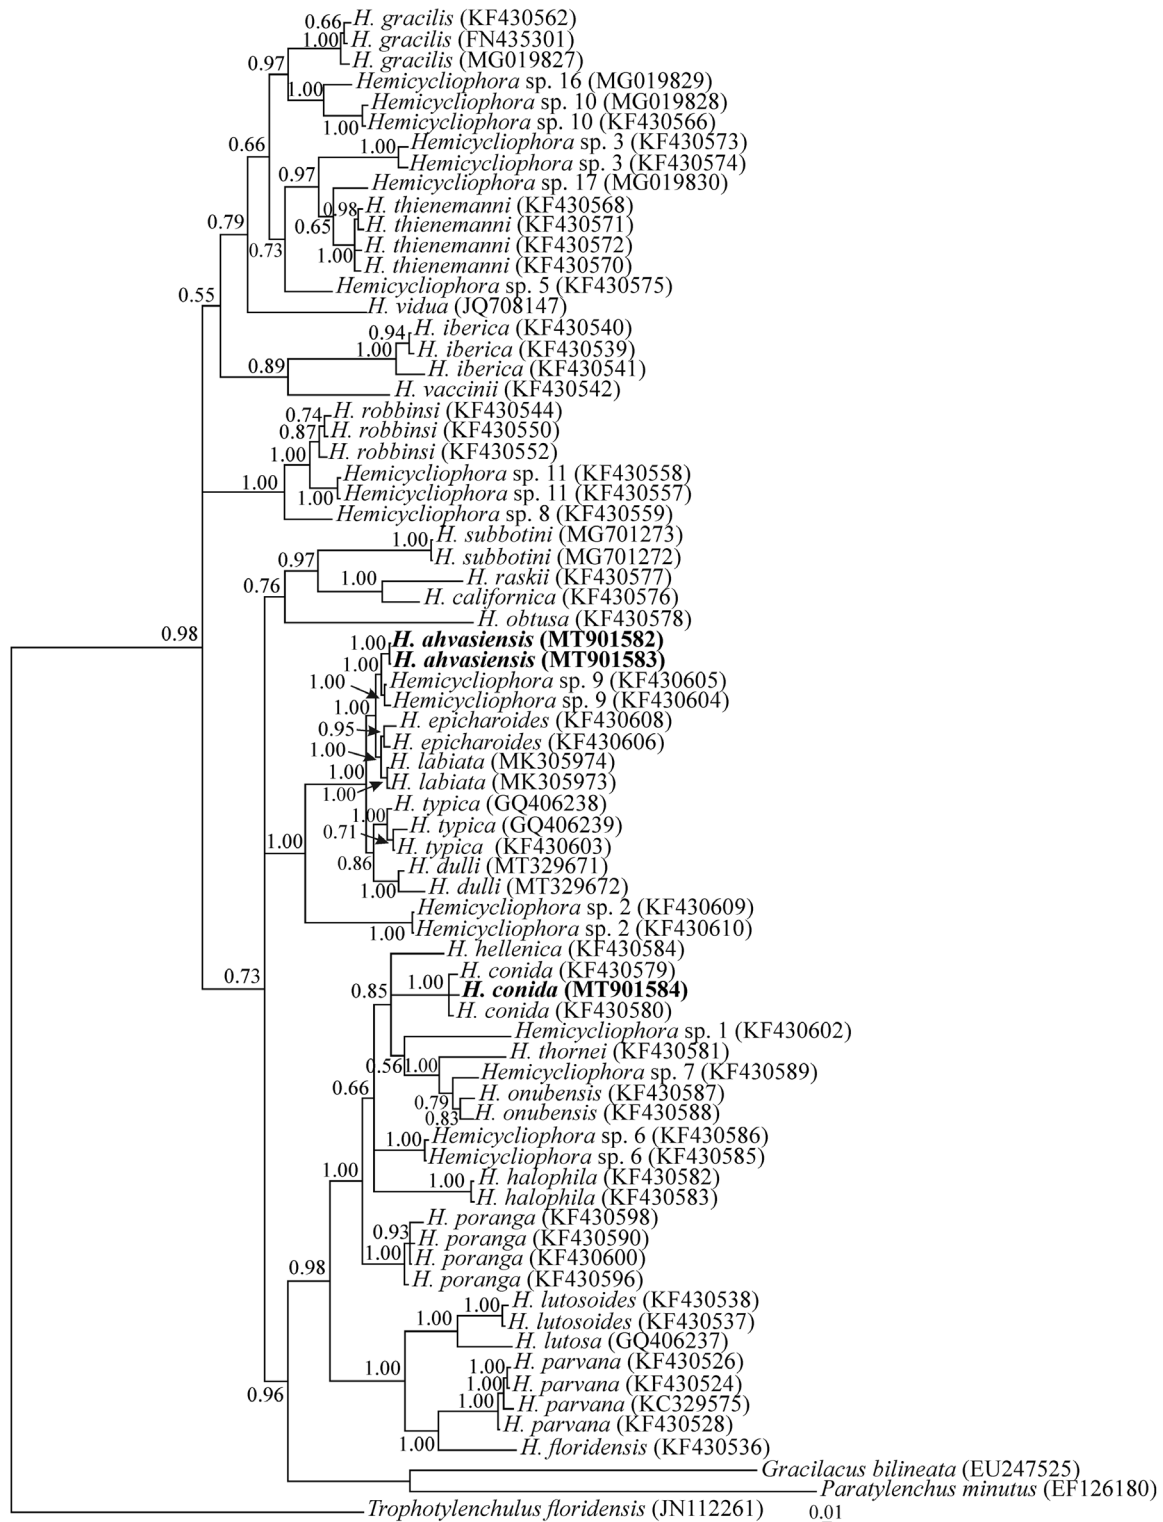 0.66 H. gracilis (KF430562)
1.00 H. gracilis (FN435301)
H. gracilis (MG019827)
0.97
Hemicycliophora sp. 16 (MG019829)
1.00
Hemicycliophora sp. 10 (MG019828)
1.00 Hemicycliophora sp. 10 (KF430566)
0.66
1.00 Hemicycliophora sp. 3 (KF430573)
Hemicycliophora sp. 3 (KF430574)
0.97
Hemicycliophora sp. 17 (MG019830)
0.98 H. thienemanni (KF430568)
0.65 H. thienemanni (KF430571)
0.79
0.73
1.00 H. thienemanni (KF430572)
H. thienemanni (KF430570)
Hemicycliophora sp. 5 (KF430575)
0.55
H. vidua (JQ708147)
0.94 H. iberica (KF430540)
1.00 H. iberica (KF430539)
0.89 H. iberica (KF430541)
H. vaccinii (KF430542)
0.74 H. robbinsi (KF430544)
0.87 H. robbinsi (KF430550)
1.00 H. robbinsi (KF430552)
1.00
Hemicycliophora sp. 11 (KF430558)
1.00 Hemicycliophora sp. 11 (KF430557)
Hemicycliophora sp. 8 (KF430559)
1.00 H. subbotini (MG701273)
0.97 H. subbotini (MG701272)
0.76
1.00 H. raskii (KF430577)
H. californica (KF430576)
H. obtusa (KF430578)
0.98
1.00 H. ahvasiensis (MT901582)
1.00 H. ahvasiensis (MT901583)
1.00 Hemicycliophora sp. 9 (KF430605)
1.00 Hemicycliophora sp. 9 (KF430604)
0.95 H. epicharoides (KF430608)
1.00 H. epicharoides (KF430606)
1.00 H. labiata (MK305974)
1.00 H. labiata (MK305973)
1.00 H. typica (GQ406238)
0.71 H. typica (GQ406239)
1.00
H. typica (KF430603)
0.86 H. dulli (MT329671)
1.00 H. dulli (MT329672)
Hemicycliophora sp. 2 (KF430609)
1.00 Hemicycliophora sp. 2 (KF430610)
H. hellenica (KF430584)
0.73
H. conida (KF430579)
0.85 1.00 H. conida (MT901584)
H. conida (KF430580)
Hemicycliophora sp. 1 (KF430602)
H. thornei (KF430581)
0.56 1.00
Hemicycliophora sp. 7 (KF430589)
0.66
0.79 H. onubensis (KF430587)
0.83 H. onubensis (KF430588)
1.00 Hemicycliophora sp. 6 (KF430586)
Hemicycliophora sp. 6 (KF430585)
1.00
1.00 H. halophila (KF430582)
H. halophila (KF430583)
H. poranga (KF430598)
0.93 H. poranga (KF430590)
1.00 H. poranga (KF430600)
0.98
H. poranga (KF430596)
1.00 H. lutosoides (KF430538)
1.00 H. lutosoides (KF430537)
H. lutosa (GQ406237)
1.00
1.00 H. parvana (KF430526)
1.00 H. parvana (KF430524)
0.96
1.00 H. parvana (KC329575)
H. parvana (KF430528)
1.00 H. floridensis (KF430536)
Gracilacus bilineata (EU247525)
Paratylenchus minutus (EF126180)
Trophotylenchulus floridensis (JN112261)
0.01